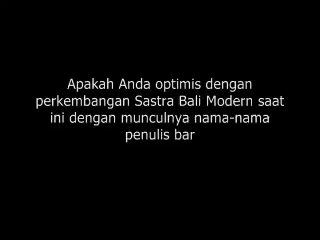 Apakah Anda optimis dengan
perkembangan Sastra Bali Modern saat
ini dengan munculnya nama-nama
penulis bar